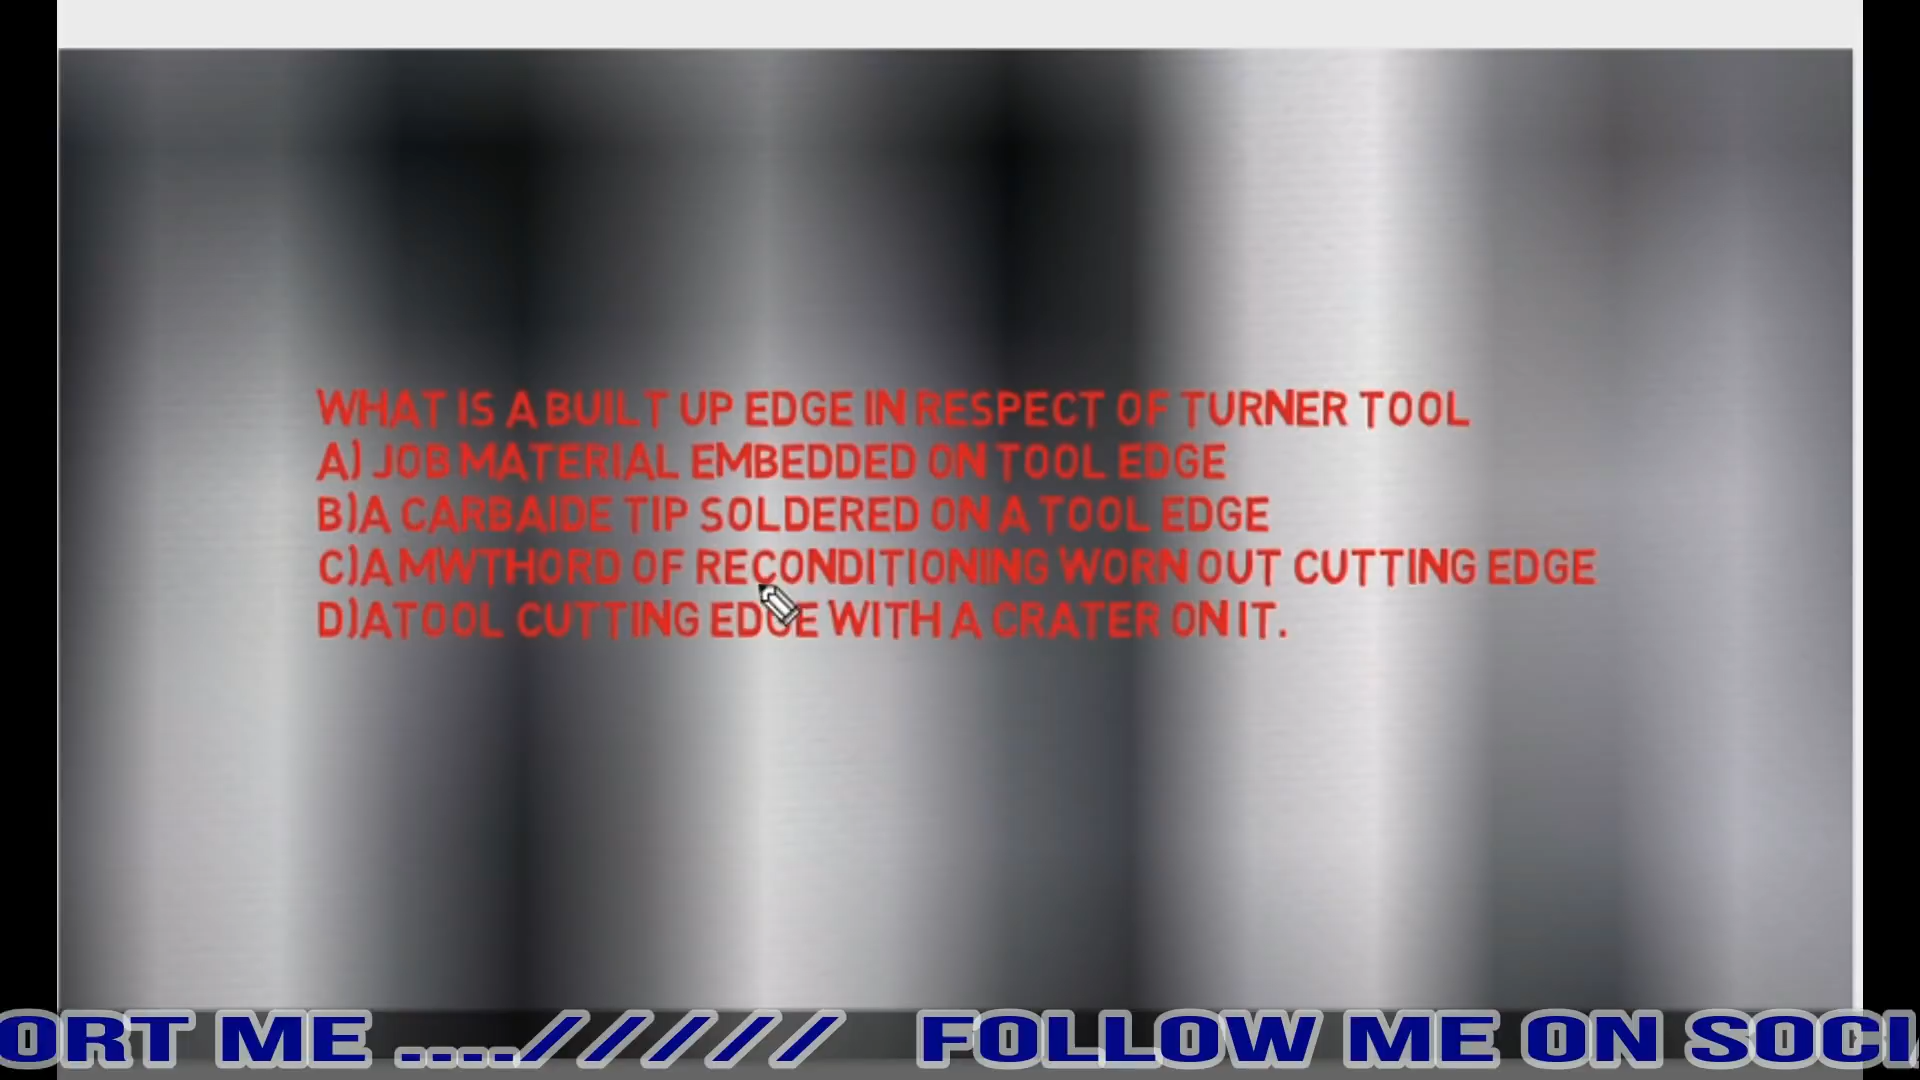 WHAT IS A BUILT UP EDGE IN RESPECT OF TURNER TOOL
A) JOB MATERIAL EMBEDDED ON TOOL EDGE
B)A CARBAIDE TIP SOLDERED ON A TOOL EDGE
C)A MWTHORD OF RECONDITIONING WORN OUT CUTTING EDGE
D)A TOOL CUTTING EDGE WITH A CRATER ON IT.
ORT ME ....////// FOLLOW ME ON SOCI